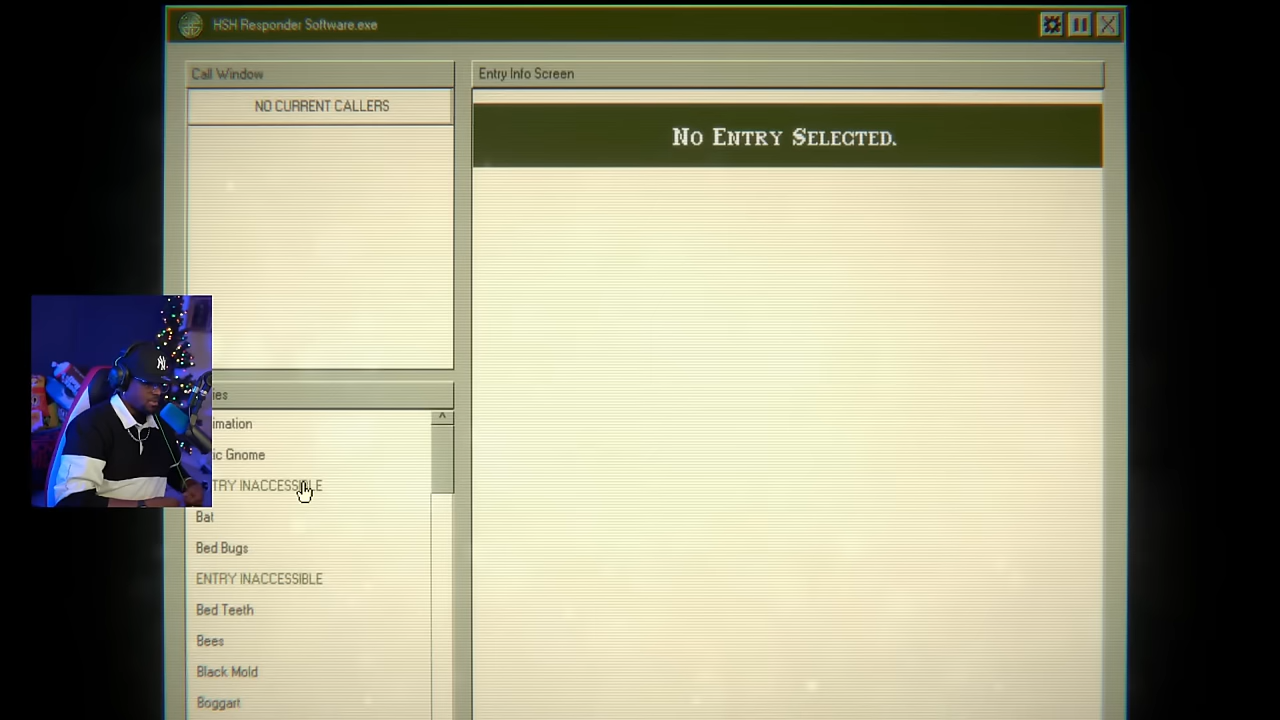 HSH Responder Software.exe
Call Window
NO CURRENT CALLERS
Entry Info Screen
NO ENTRY SELECTED.
ies
imation
ic Gnome
TRY INACCESSIBLE
Bat
Bed Bugs
ENTRY INACCESSIBLE
Bed Teeth
Bees
Black Mold
Boggart